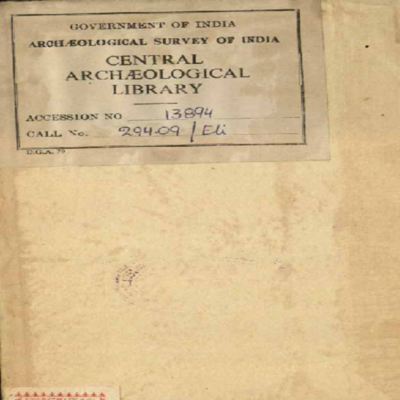 GOVERNMENT OF INDIA
ARCHÆOLOGICAL SURVEY OF INDIA
CENTRAL
ARCHÆOLOGICAL
LIBRARY
ACCESSION NO 13894
CALL No. 294.09/Eli
D.G.A. 79